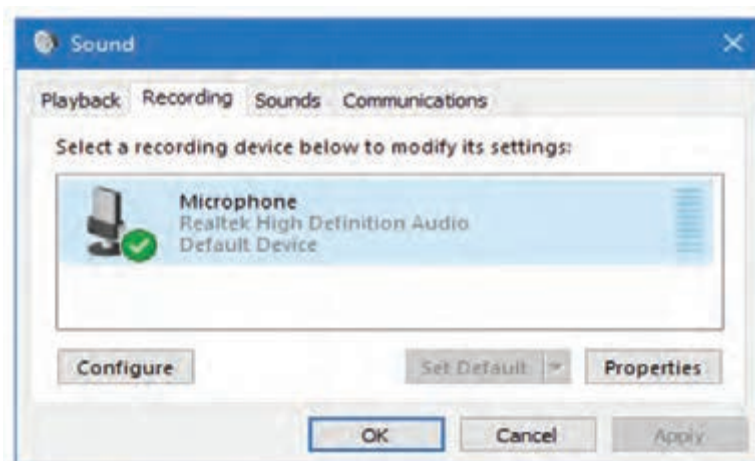 Sound
Playback Recording Sounds Communications
Select a recording device below to modify its settings:
Microphone
Realtek High Definition Audio
Default Device
Configure Set Default Properties
OK Cancel Apply